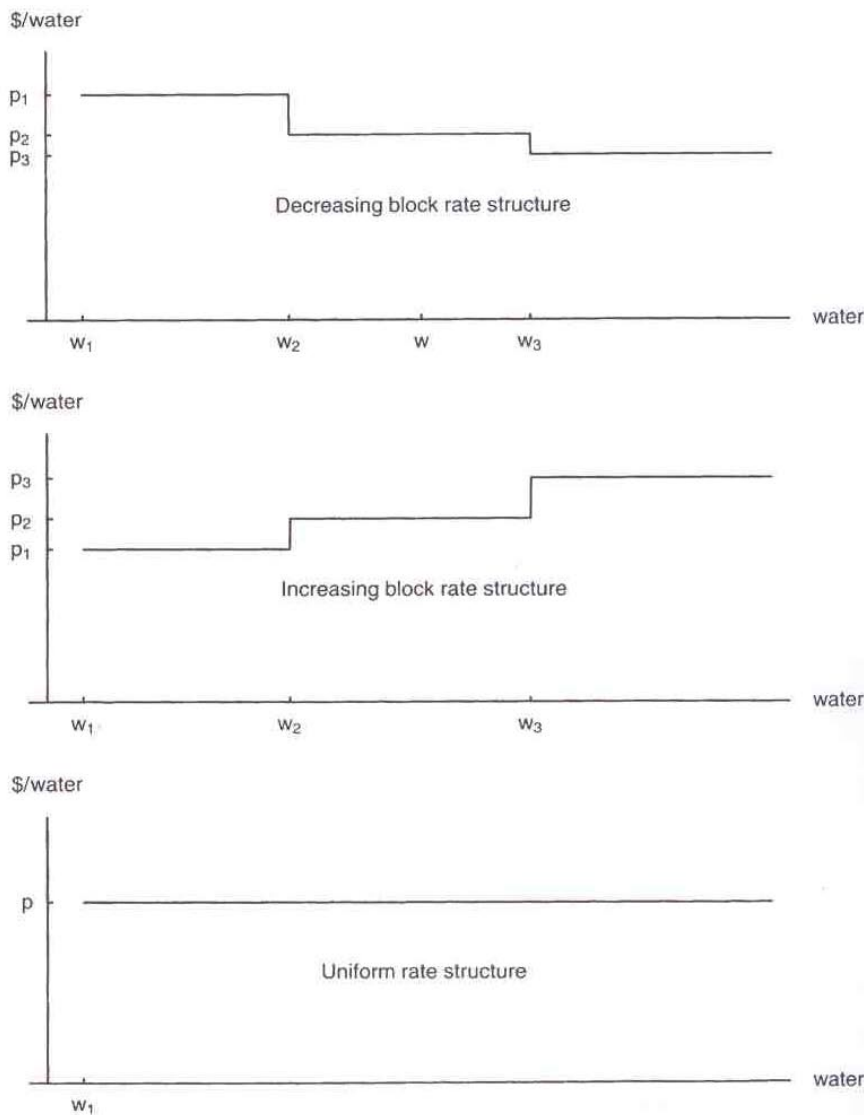 $/water
p₁
p₂
p₃
Decreasing block rate structure
water
w₁ w₂ w w₃
$/water
p₃
p₂
p₁
Increasing block rate structure
water
w₁ w₂ w₃
$/water
p
Uniform rate structure
water
w₁